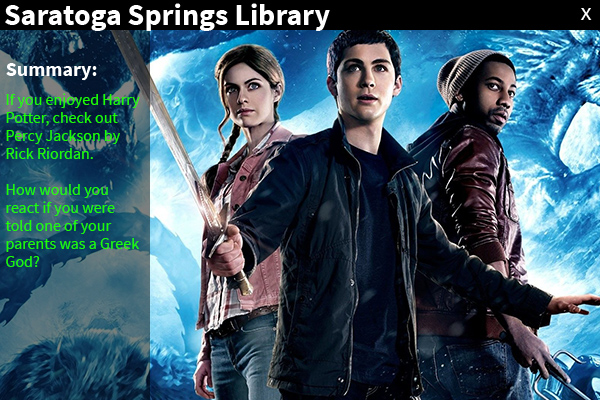 Saratoga Springs Library
X
Summary:
If you enjoyed Harry
Potter, check out
Percy Jackson by
Rick Riordan.
How would you
react if you were
told one of your
parents was a Greek
God?